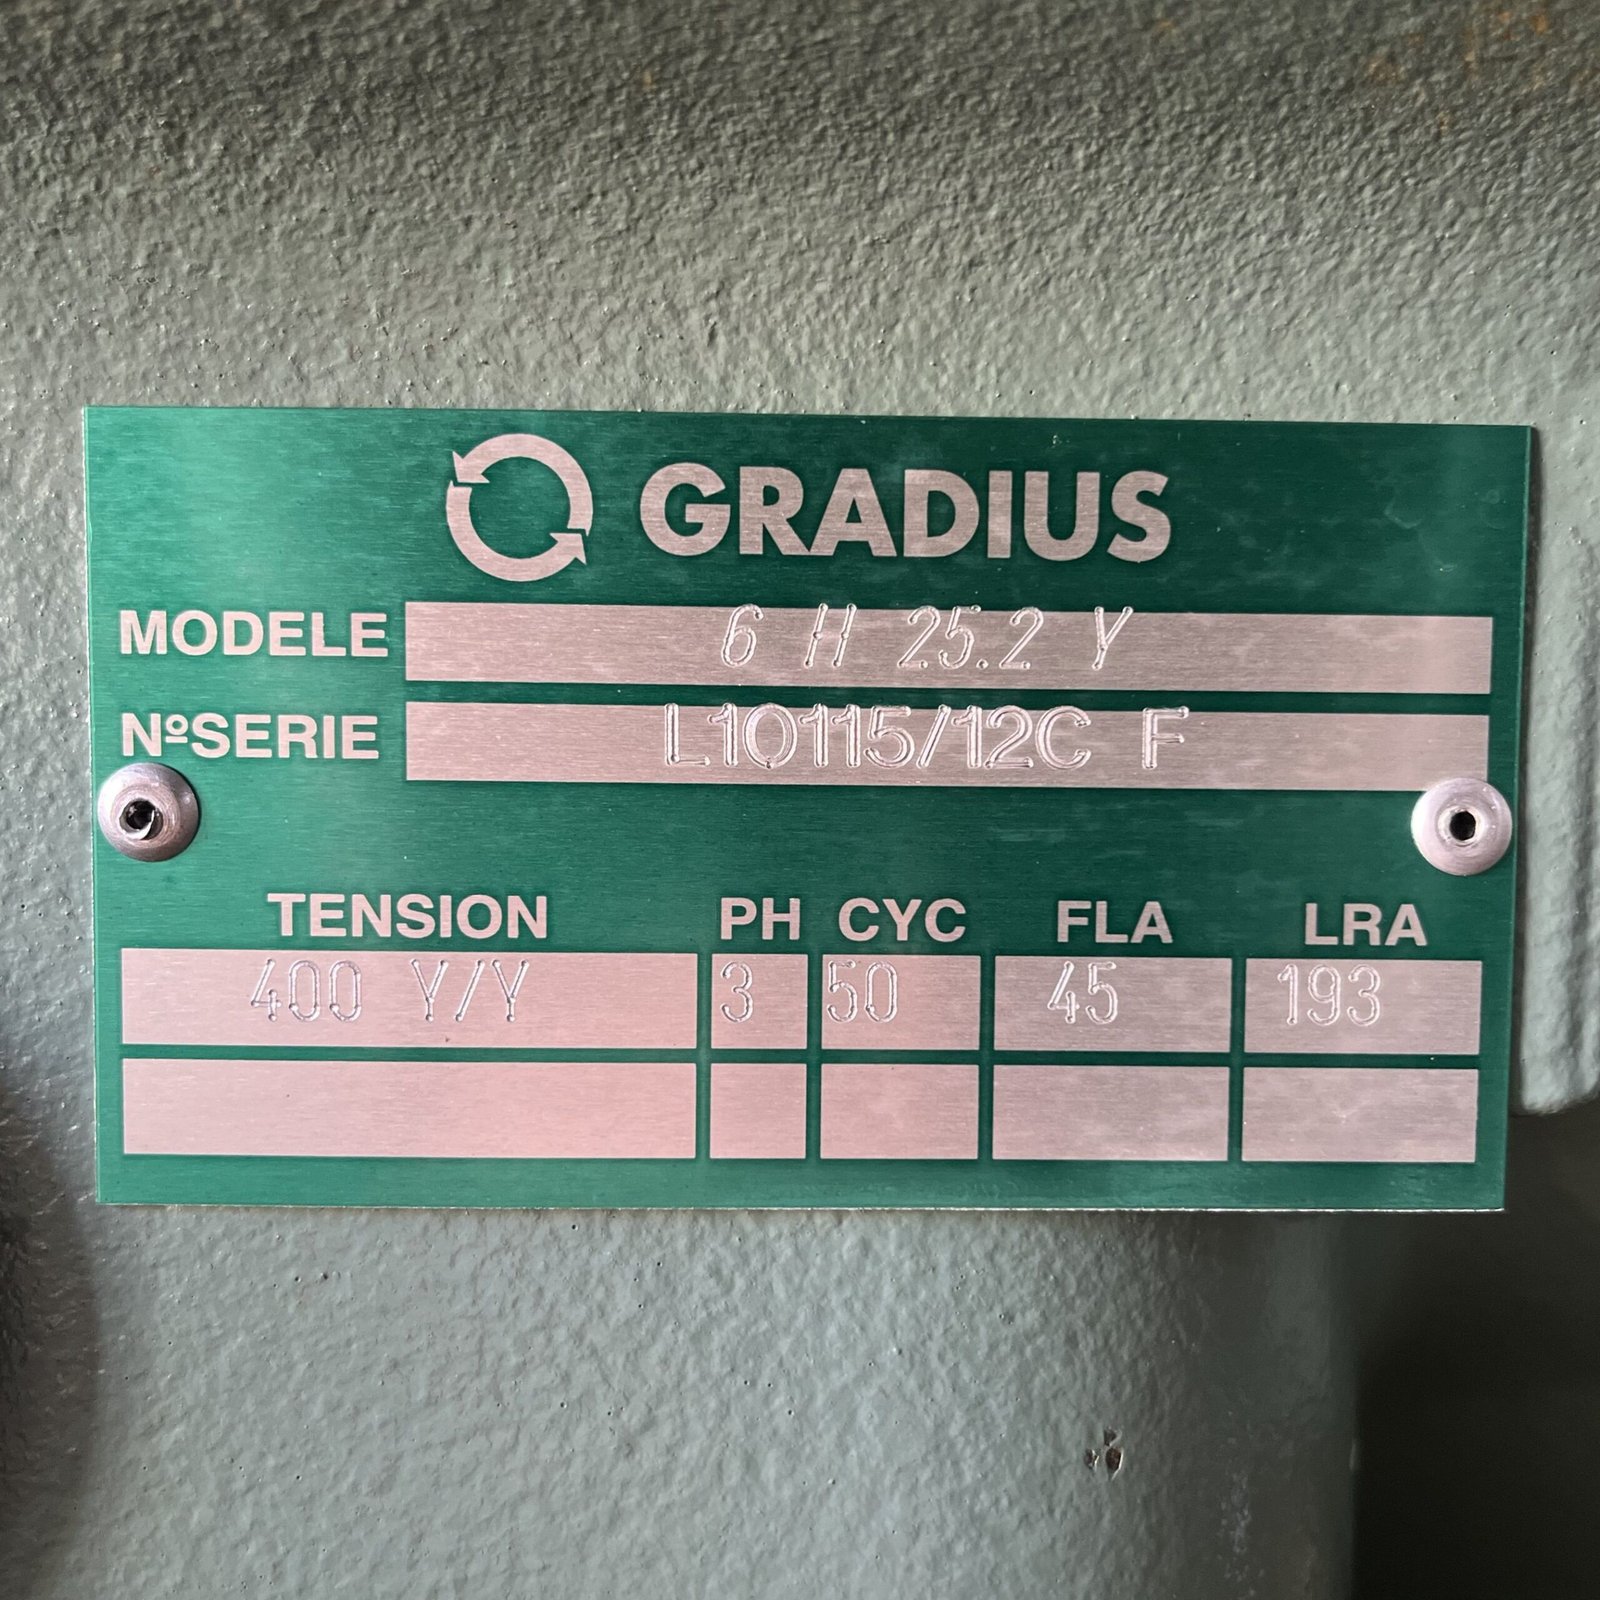 GRADIUS
MODELE 6 H 25.2 Y
NºSERIE L10115/12C F
TENSION PH CYC FLA LRA
400 Y/Y 3 50 45 193